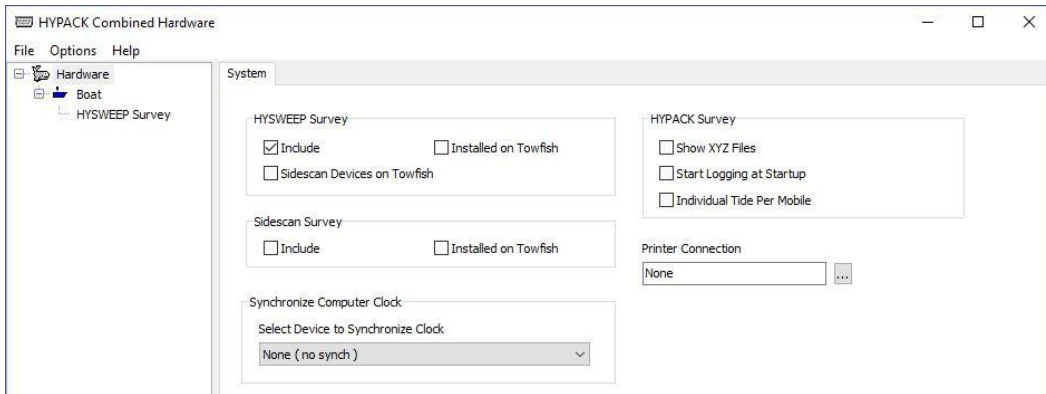 HYPACK Combined Hardware
File Options Help
Hardware
Boat
HYSWEEP Survey
System
HYSWEEP Survey
Include
Installed on Towfish
Sidescan Devices on Towfish
Sidescan Survey
Include
Installed on Towfish
Synchronize Computer Clock
Select Device to Synchronize Clock
None ( no synch )
HYPACK Survey
Show XYZ Files
Start Logging at Startup
Individual Tide Per Mobile
Printer Connection
None
...